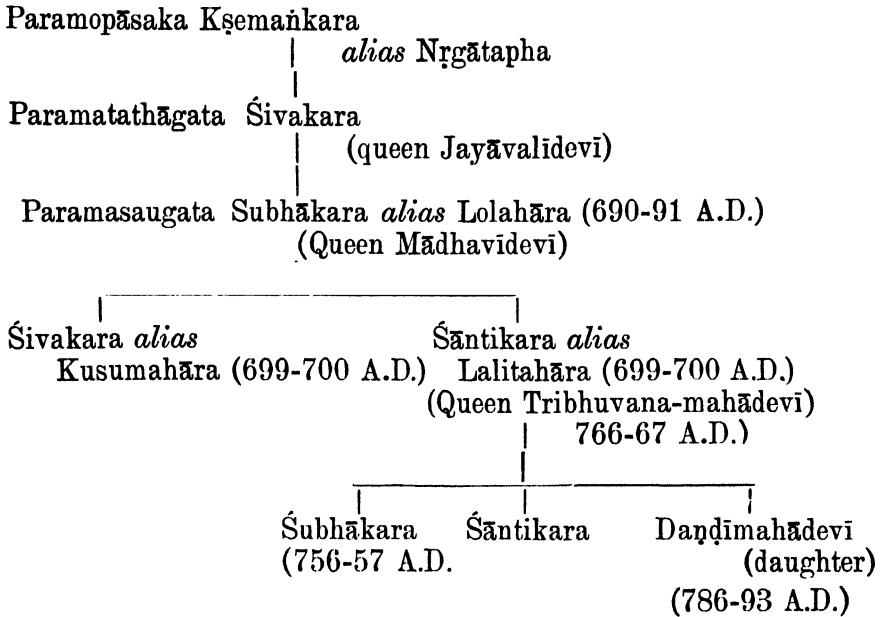 Paramopāsaka Kṣemaṅkara
alias Nṛgātapha
Paramatathāgata Śivakara
(queen Jayāvalīdevī)
Paramasaugata Subhākara alias Lolahāra (690-91 A.D.)
(Queen Mādhavīdevī)
Śivakara alias Śāntikara alias
Kusumahāra (699-700 A.D.) Lalitahāra (699-700 A.D.)
(Queen Tribhuvana-mahādevī)
766-67 A.D.)
Śubhākara Śāntikara Daṇḍīmahādevī
(756-57 A.D. (daughter)
(786-93 A.D.)